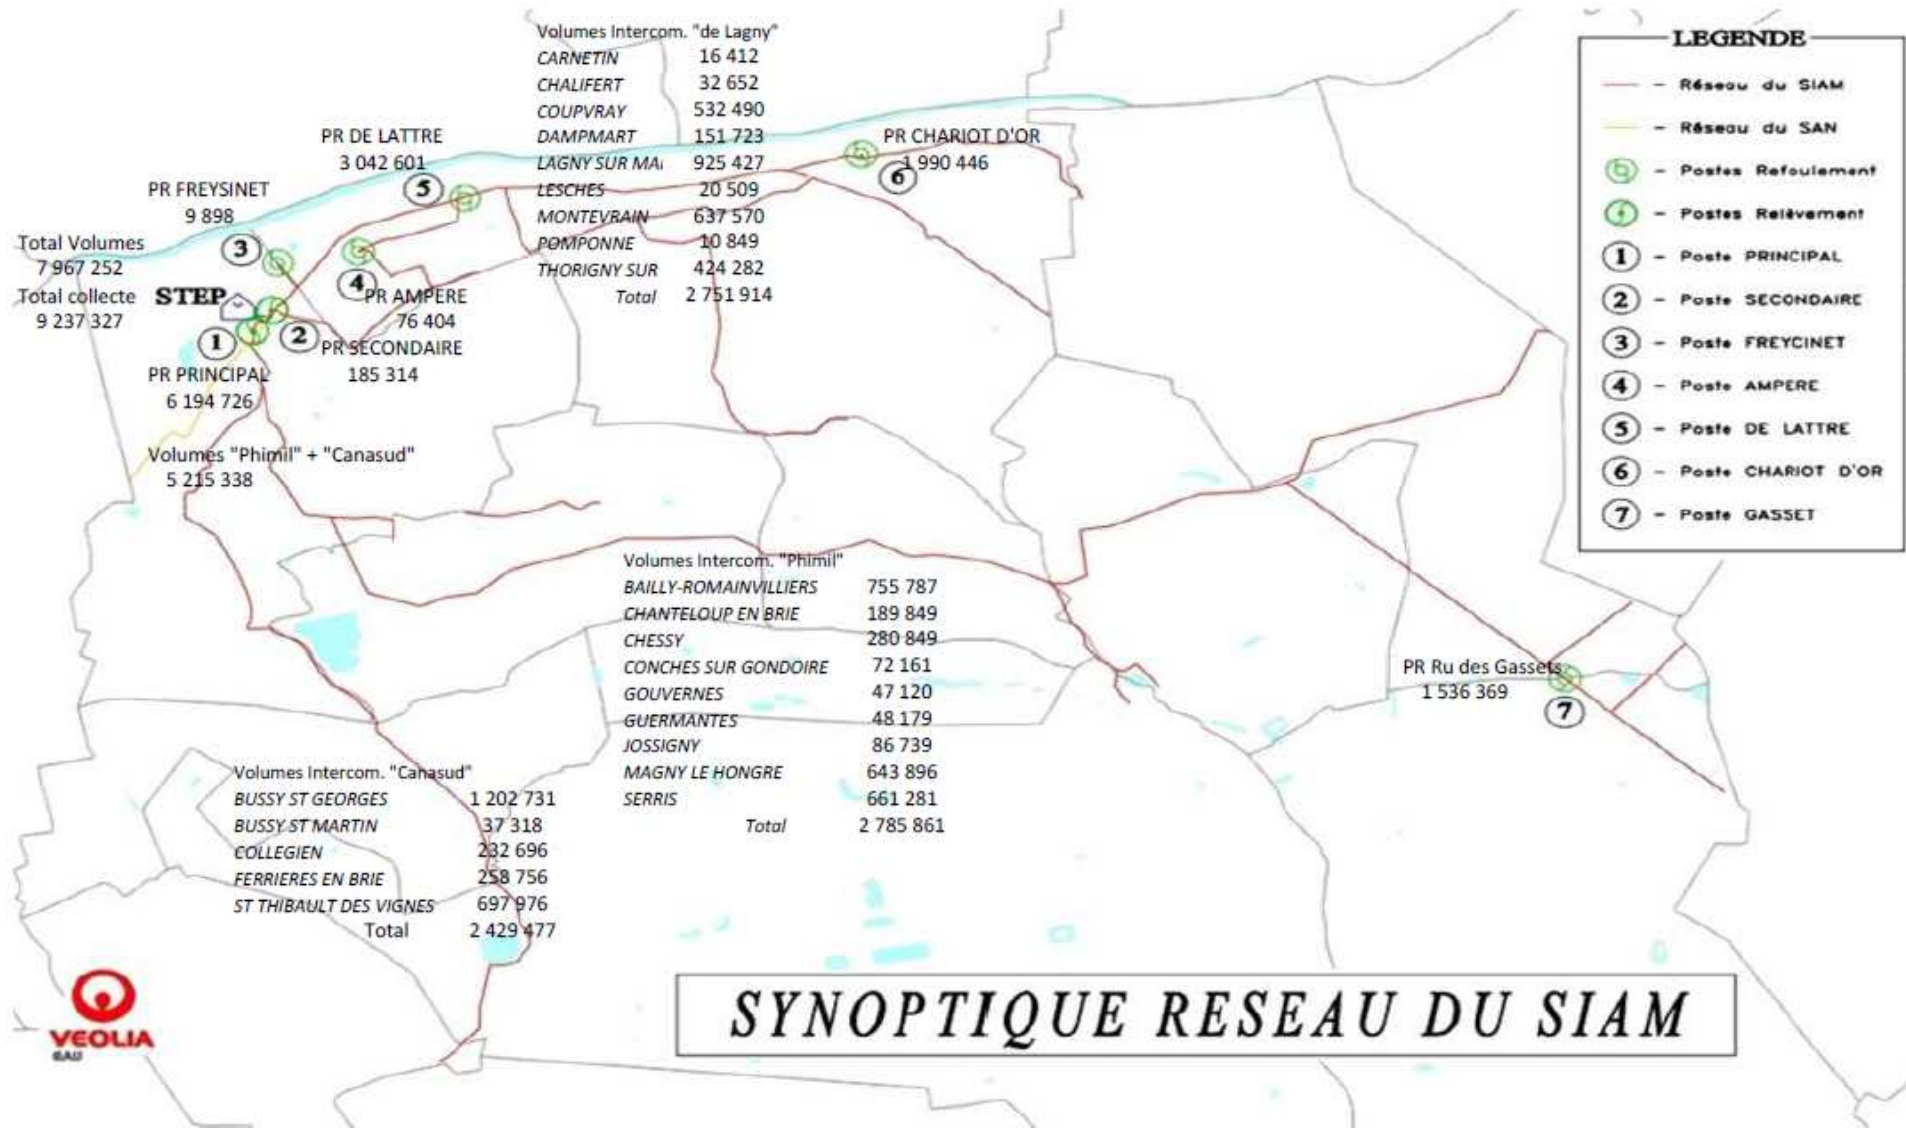 Volumes Intercom. "de Lagny"
CARNETIN 16 412
CHALIFERT 32 652
COUPVRAY 532 490
DAMPMART 151 723
LAGNY SUR MAI 925 427
LESCHES 20 509
MONTEVRAIN 637 570
POMPONNE 10 849
THORIGNY SUR 424 282
Total 2 751 914
PR DE LATTRE
3 042 601
5
PR CHARIOT D'OR
1 990 446
6
PR FREYSINET
9 898
3
Total Volumes
7 967 252
Total collecte
9 237 327
STEP
4
PR AMPERE
76 404
1
2
PR SECONDAIRE
185 314
PR PRINCIPAL
6 194 726
Volumes "Phimil" + "Canasud"
5 215 338
Volumes Intercom. "Phimil"
BAILLY-ROMAINVILLIERS 755 787
CHANTELOUP EN BRIE 189 849
CHESSY 280 849
CONCHES SUR GONDOIRE 72 161
GOUVERNES 47 120
GUERMANTES 48 179
JOSSIGNY 86 739
MAGNY LE HONGRE 643 896
SERRIS 661 281
Total 2 785 861
PR Ru des Gassets
1 536 369
7
Volumes Intercom. "Canasud"
BUSSY ST GEORGES 1 202 731
BUSSY ST MARTIN 37 318
COLLEGIEN 232 696
FERRIERES EN BRIE 258 756
ST THIBAULT DES VIGNES 697 976
Total 2 429 477
LEGENDE
- Réseau du SIAM
- Réseau du SAN
- Postes Refoulement
- Postes Relèvement
1 - Poste PRINCIPAL
2 - Poste SECONDAIRE
3 - Poste FREYCINET
4 - Poste AMPERE
5 - Poste DE LATTRE
6 - Poste CHARIOT D'OR
7 - Poste GASSET
VEOLIA
EAU
SYNOPTIQUE RESEAU DU SIAM